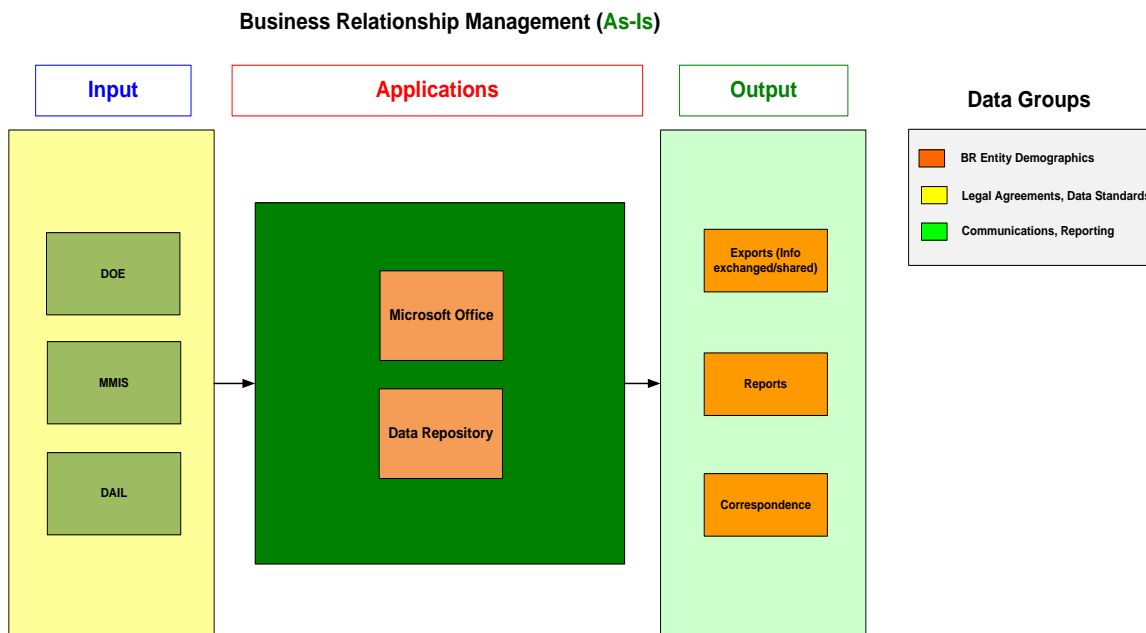 Business Relationship Management (As-Is)
Input
Applications
Output
Data Groups
DOE
MMIS
DAIL
Microsoft Office
Data Repository
Exports (Info
exchanged/shared)
Reports
Correspondence
BR Entity Demographics
Legal Agreements, Data Standards
Communications, Reporting